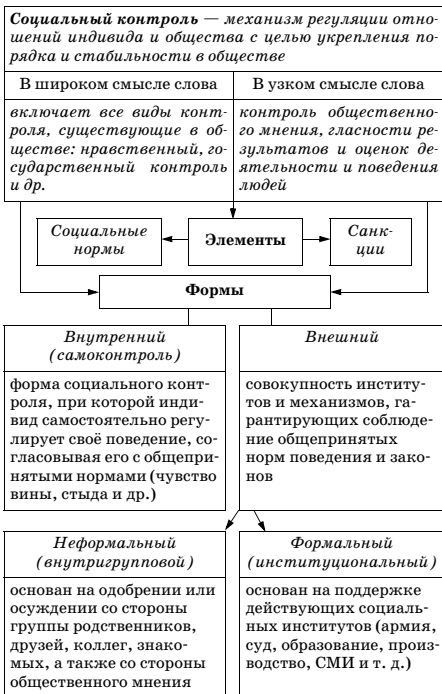 Социальный контроль — механизм регуляции отно-
шений индивида и общества с целью укрепления по-
рядка и стабильности в обществе
В широком смысле слова
включает все виды конт-
роля, существующие в об-
ществе: нравственный, го-
сударственный контроль
и др.
В узком смысле слова
контроль общественно-
го мнения, гласности ре-
зультатов и оценок де-
ятельности и поведения
людей
Социальные
нормы
Элементы
Санк-
ции
Формы
Внутренний
(самоконтроль)
форма социального конт-
роля, при которой инди-
вид самостоятельно регу-
лирует своё поведение, со-
гласовывая его с общепри-
нятыми нормами (чувство
вины, стыда и др.)
Внешний
совокупность институ-
тов и механизмов, га-
рантирующих соблюде-
ние общепринятых
норм поведения и зако-
нов
Неформальный
(внутригрупповой)
основан на одобрении или
осуждении со стороны
группы родственников,
друзей, коллег, знако-
мых, а также со стороны
общественного мнения
Формальный
(институциональный)
основан на поддержке
действующих социаль-
ных институтов (армия,
суд, образование, произ-
водство, СМИ и т. д.)